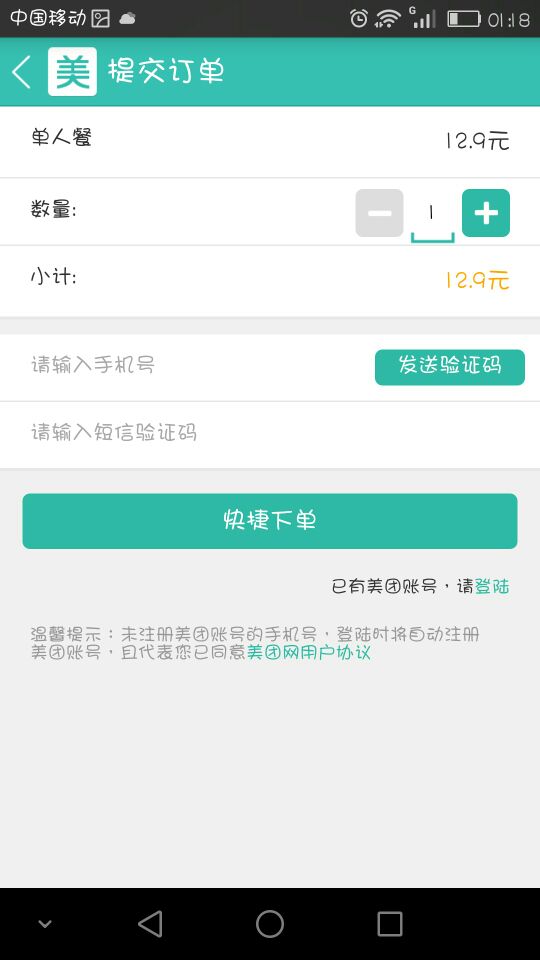 中国移动 G 01:18
美 提交订单
单人餐 12.9元
数量: 1
小计: 12.9元
请输入手机号 发送验证码
请输入短信验证码
快捷下单
已有美团账号，请登陆
温馨提示：未注册美团账号的手机号，登陆时将自动注册
美团账号，且代表您已同意美团网用户协议